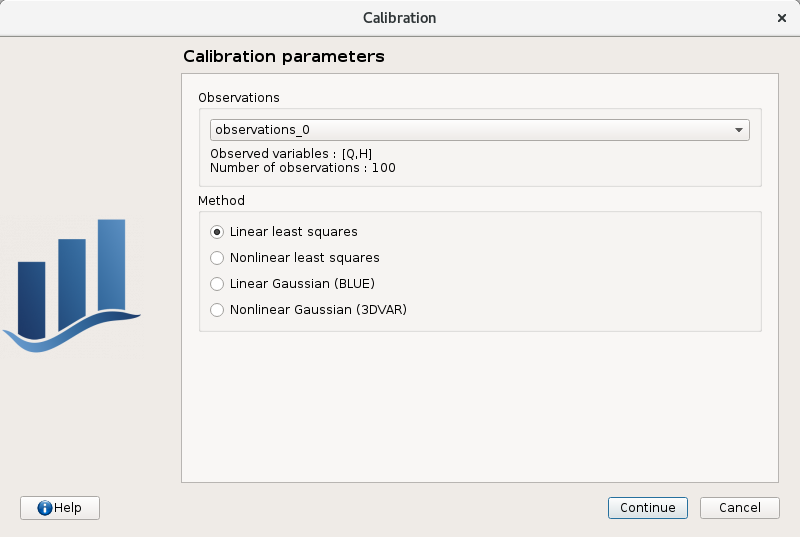 Calibration
Calibration parameters
Observations
observations_0
Observed variables : [Q,H]
Number of observations : 100
Method
Linear least squares
Nonlinear least squares
Linear Gaussian (BLUE)
Nonlinear Gaussian (3DVAR)
Help
Continue
Cancel